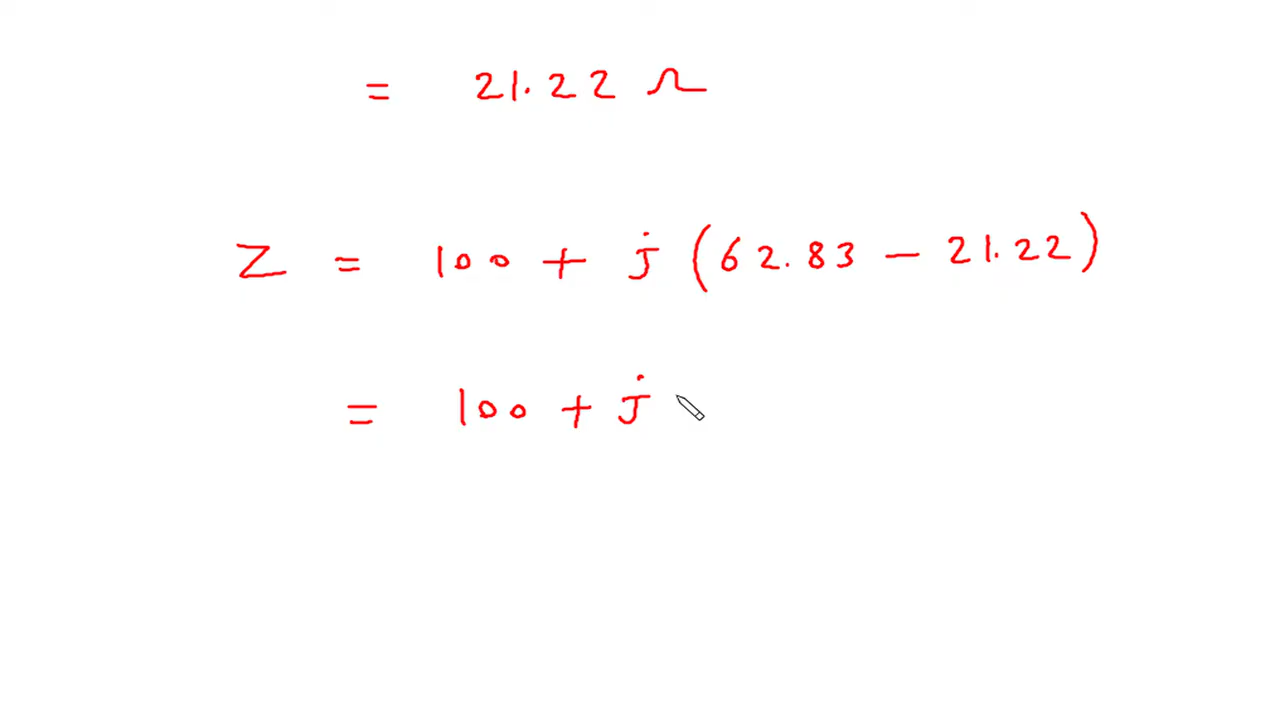 = 21.22 Ω
Z = 100 + j (62.83 - 21.22)
= 100 + j